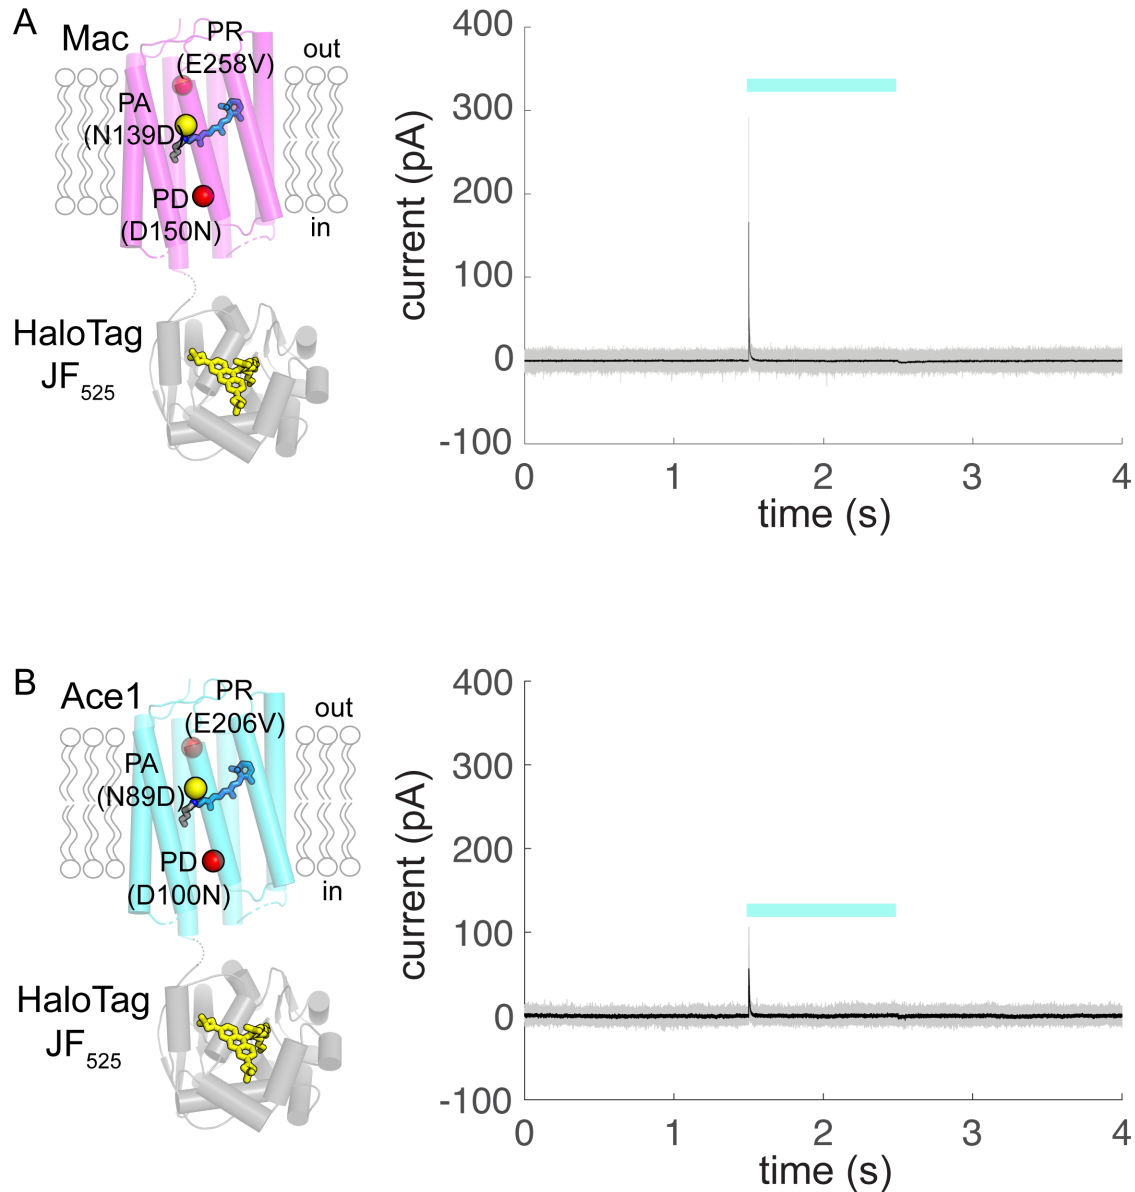 A
Mac
PR
(E258V)
out
PA
(N139D)
PD
(D150N)
in
HaloTag
JF525
400
300
200
100
0
-100
current (pA)
0 1 2 3 4
time (s)
B
Ace1
PR
(E206V)
out
PA
(N89D)
PD
(D100N)
in
HaloTag
JF525
400
300
200
100
0
-100
current (pA)
0 1 2 3 4
time (s)